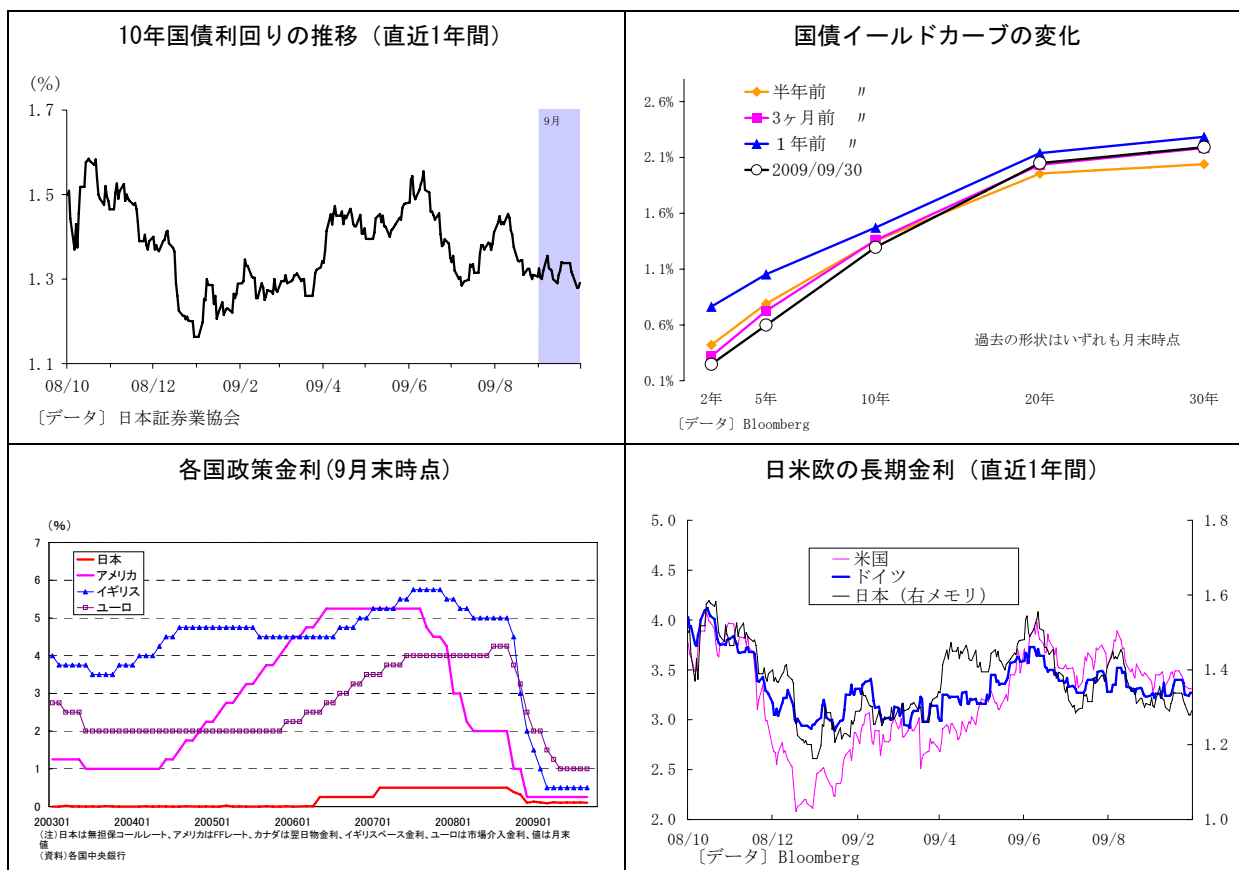 10年国債利回りの推移（直近1年間）
(%)
1.7
1.5
1.3
1.1
9月
08/10 08/12 09/2 09/4 09/6 09/8
〔データ〕日本証券業協会
国債イールドカーブの変化
2.6%
2.1%
1.6%
1.1%
0.6%
0.1%
半年前 〃
3ヶ月前 〃
１年前 〃
2009/09/30
過去の形状はいずれも月末時点
2年 5年 10年 20年 30年
〔データ〕Bloomberg
各国政策金利(9月末時点)
(%)
7
6
5
4
3
2
1
0
日本
アメリカ
イギリス
ユーロ
200301 200401 200501 200601 200701 200801 200901
(注)日本は無担保コールレート、アメリカはFFレート、カナダは翌日物金利、イギリスベース金利、ユーロは市場介入金利、値は月末
値
(資料)各国中央銀行
日米欧の長期金利（直近1年間）
5.0
4.5
4.0
3.5
3.0
2.5
2.0
米国
ドイツ
日本（右メモリ）
1.8
1.6
1.4
1.2
1.0
08/10 08/12 09/2 09/4 09/6 09/8
〔データ〕Bloomberg